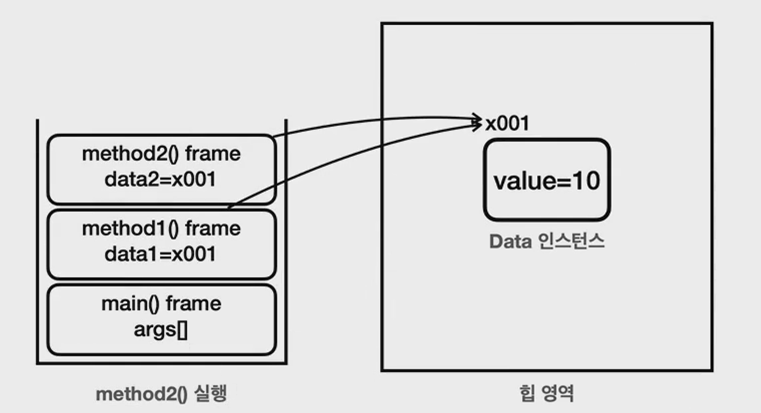 method2() frame
data2=x001
method1() frame
data1=x001
main() frame
args[]
method2() 실행
x001
value=10
Data 인스턴스
힙 영역